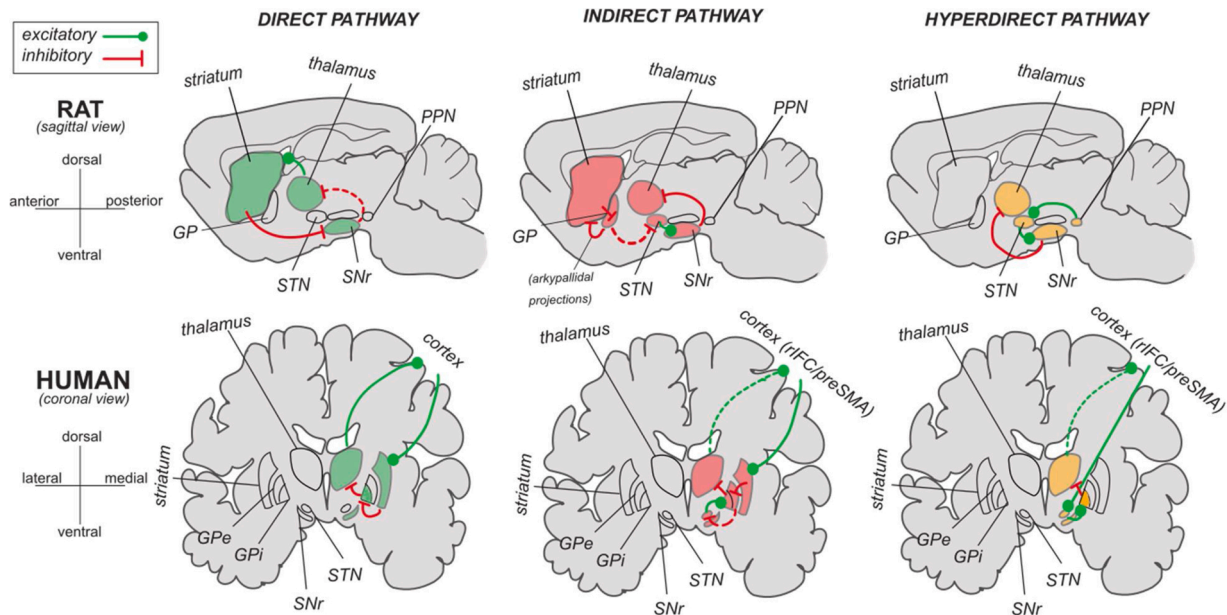 DIRECT PATHWAY
INDIRECT PATHWAY
HYPERDIRECT PATHWAY
excitatory
inhibitory
RAT
(sagittal view)
dorsal
anterior
posterior
ventral
striatum
thalamus
PPN
GP
STN
SNr
striatum
thalamus
PPN
(arkypallidal
projections)
STN
SNr
striatum
thalamus
PPN
GP
STN
SNr
HUMAN
(coronal view)
dorsal
lateral
medial
ventral
thalamus
cortex
striatum
GPe
GPi
STN
SNr
thalamus
cortex (rIFC/preSMA)
striatum
GPe
GPi
STN
SNr
thalamus
cortex (rIFC/preSMA)
striatum
GPe
GPi
STN
SNr